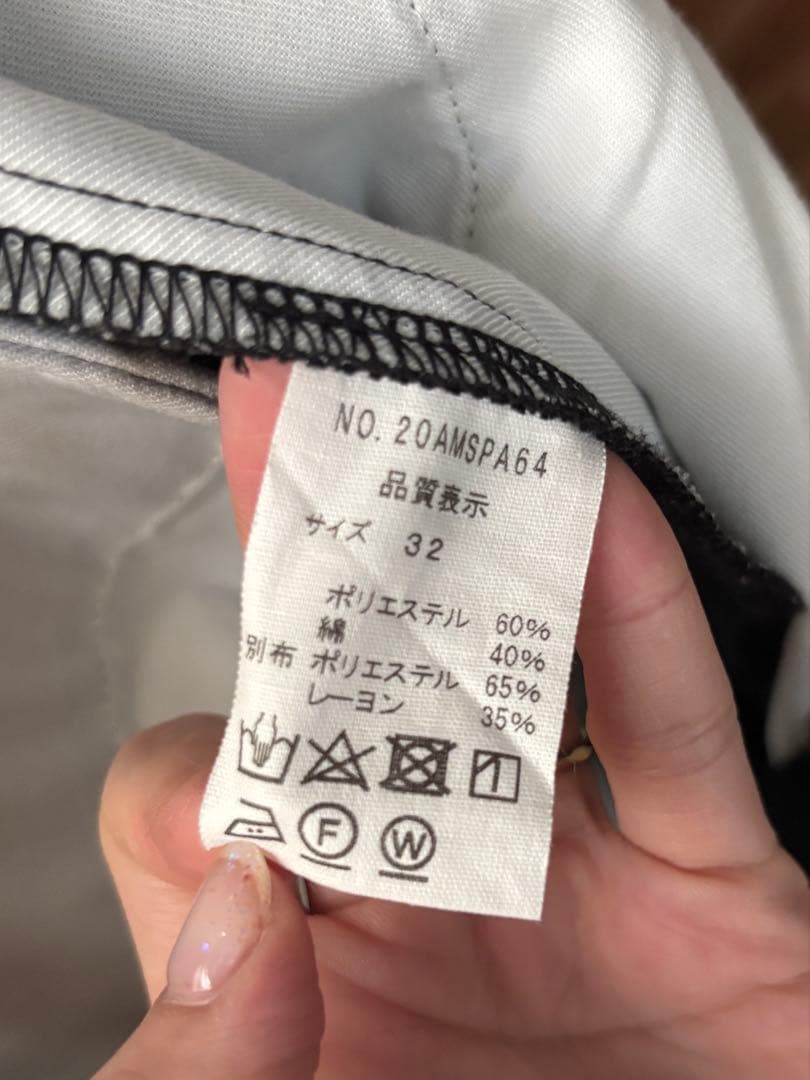 NO. 20AMSPA64
品質表示
サイズ 32
ポリエステル 60%
綿 40%
別布 ポリエステル 65%
レーヨン 35%
F W